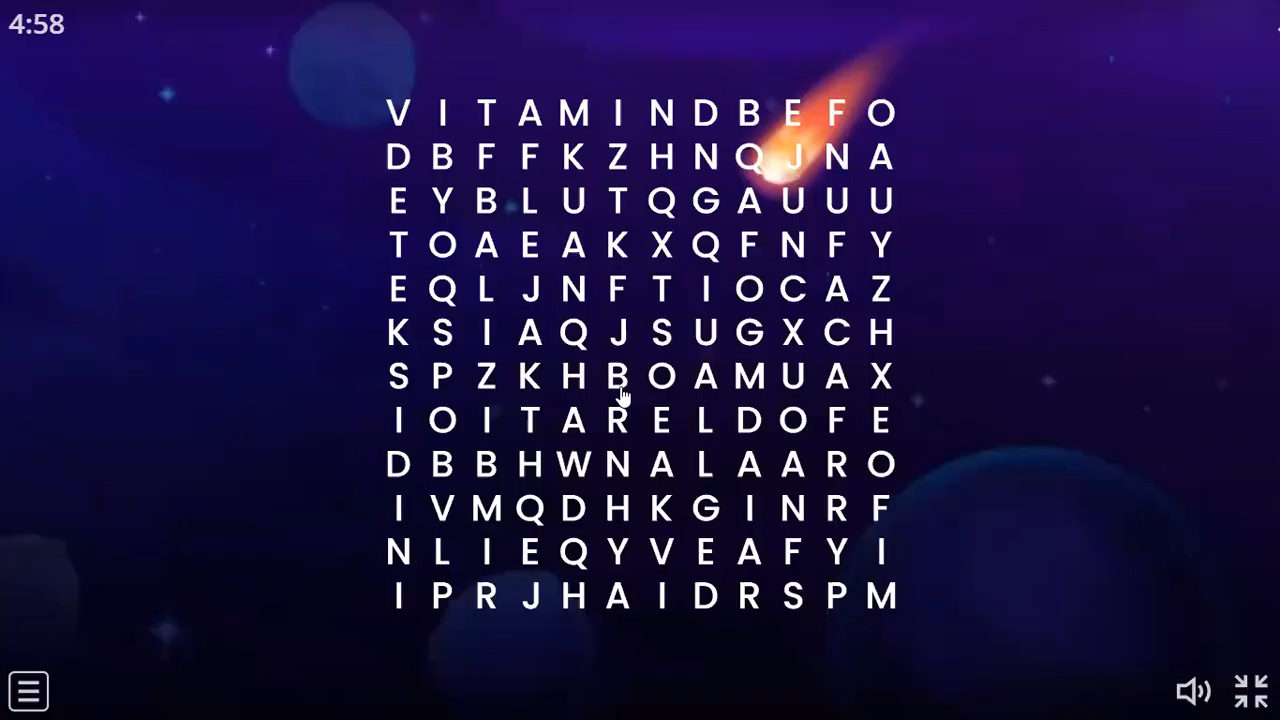 4:58
V I T A M I N D B E F O
D B F F K Z H N Q J N A
E Y B L U T Q G A U U U
T O A E A K X Q F N F Y
E Q L J N F T I O C A Z
K S I A Q J S U G X C H
S P Z K H B O A M U A X
I O I T A R E L D O F E
D B B H W N A L A A R O
I V M Q D H K G I N R F
N L I E Q Y V E A F Y I
I P R J H A I D R S P M